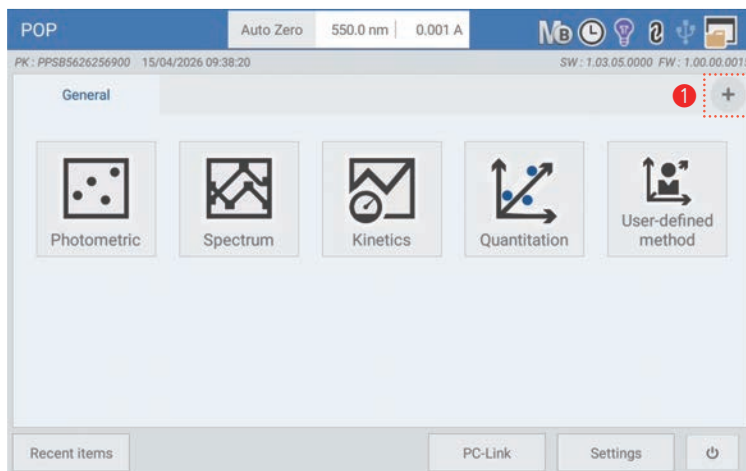 POP
Auto Zero 550.0 nm 0.001 A
PK : PPSB5626256900 15/04/2026 09:38:20
SW : 1.03.05.0000 FW : 1.00.00.001
General
1 +
Photometric
Spectrum
Kinetics
Quantitation
User-defined
method
Recent items
PC-Link
Settings